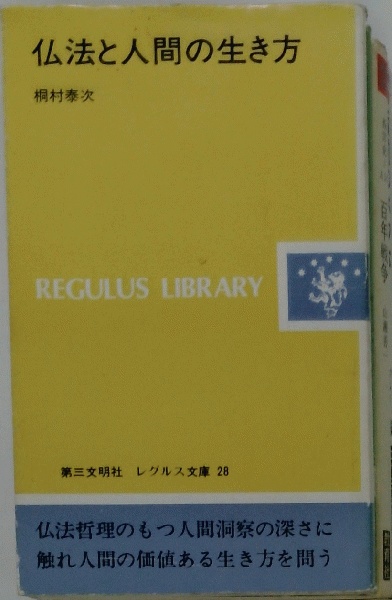 仏法と人間の生き方
桐村泰次
REGULUS LIBRARY
第三文明社 レグルス文庫 28
仏法哲理のもつ人間洞察の深さに
触れ人間の価値ある生き方を問う